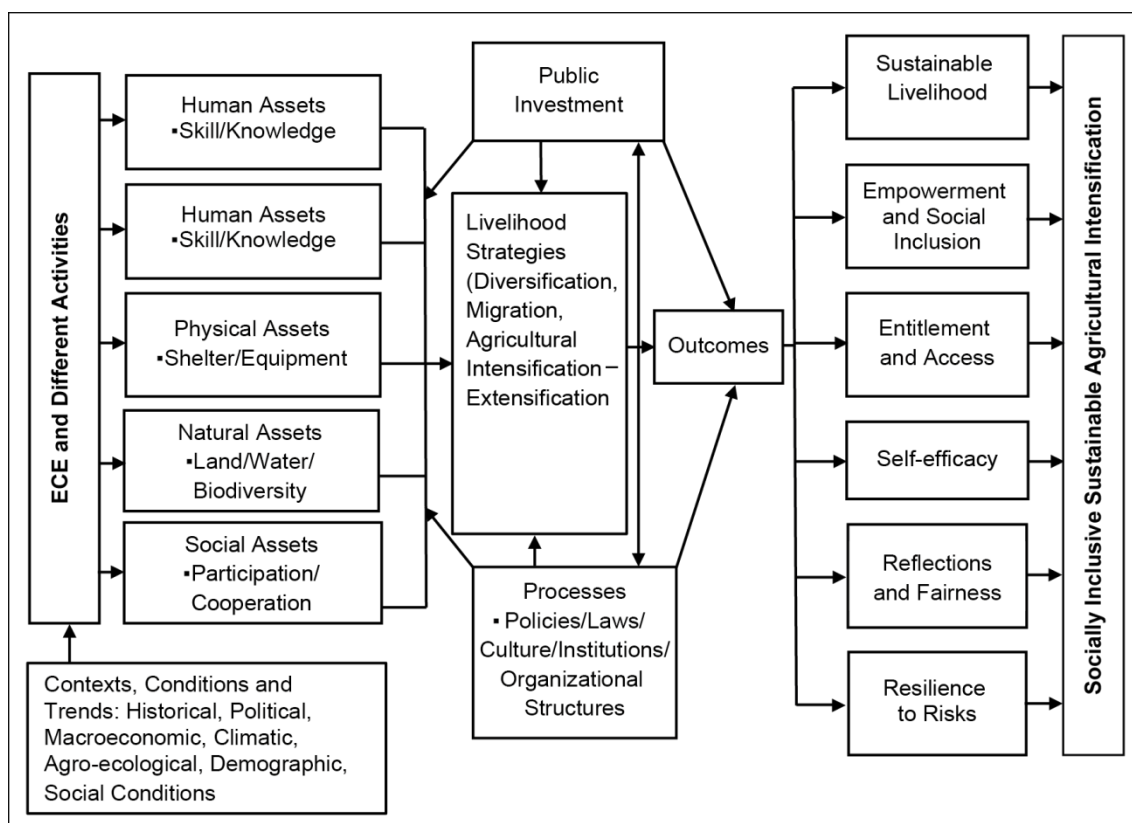 ECE and Different Activities
Human Assets
▪Skill/Knowledge
Human Assets
▪Skill/Knowledge
Physical Assets
▪Shelter/Equipment
Natural Assets
▪Land/Water/
Biodiversity
Social Assets
▪Participation/
Cooperation
Contexts, Conditions and
Trends: Historical, Political,
Macroeconomic, Climatic,
Agro-ecological, Demographic,
Social Conditions
Public
Investment
Livelihood
Strategies
(Diversification,
Migration,
Agricultural
Intensification–
Extensification
Processes
▪Policies/Laws/
Culture/Institutions/
Organizational
Structures
Outcomes
Sustainable
Livelihood
Empowerment
and Social
Inclusion
Entitlement
and Access
Self-efficacy
Reflections
and Fairness
Resilience
to Risks
Socially Inclusive Sustainable Agricultural Intensification